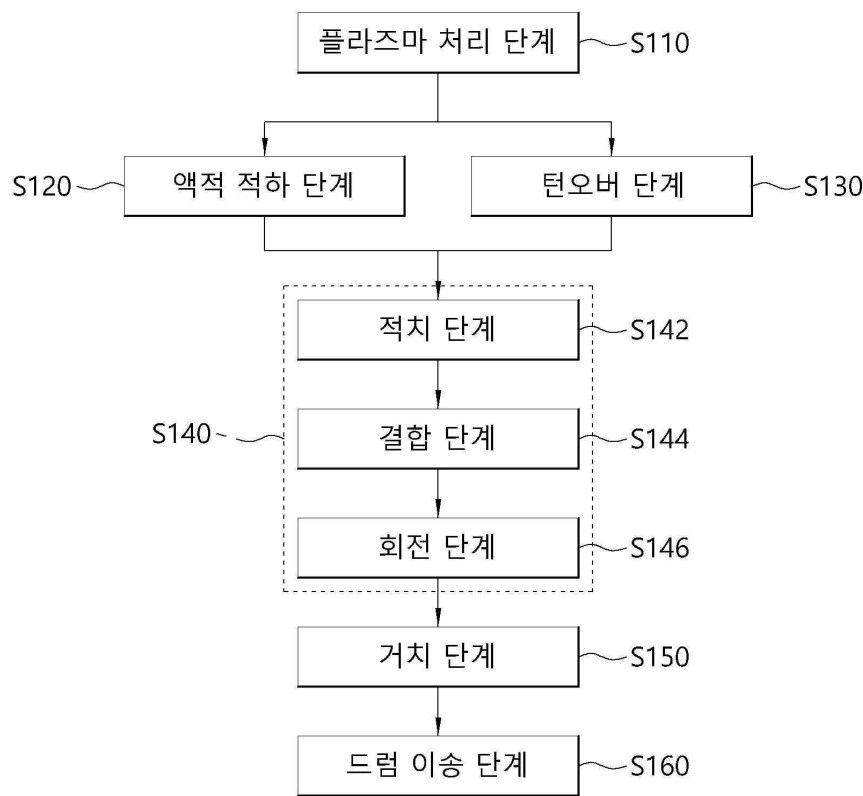 플라즈마 처리 단계 S110
S120 액적 적하 단계 턴오버 단계 S130
적치 단계 S142
S140 결합 단계 S144
회전 단계 S146
거치 단계 S150
드럼 이송 단계 S160